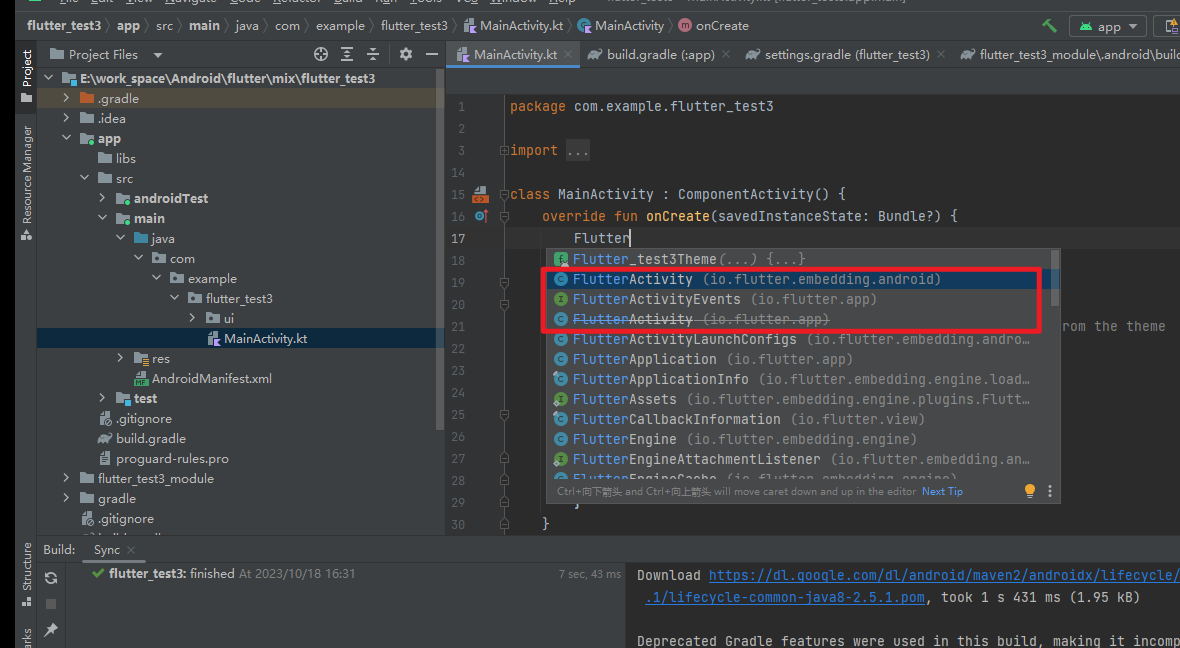 flutter_test3 app src main java com example flutter_test3 MainActivity.kt MainActivity onCreate app
Project Files
MainActivity.kt build.gradle (:app) settings.gradle (flutter_test3) flutter_test3_module\.android\build
Project
Resource Manager
Structure
E:\work_space\Android\flutter\mix\flutter_test3
.gradle
.idea
app
libs
src
androidTest
main
java
com
example
flutter_test3
ui
MainActivity.kt
res
AndroidManifest.xml
test
.gitignore
build.gradle
proguard-rules.pro
flutter_test3_module
gradle
.gitignore
1 package com.example.flutter_test3
2
3 import ...
14
15 class MainActivity : ComponentActivity() {
16 override fun onCreate(savedInstanceState: Bundle?) {
17 Flutter
18 Flutter_test3Theme(...) {...}
19 FlutterActivity (io.flutter.embedding.android)
20 FlutterActivityEvents (io.flutter.app)
FlutterActivity (io.flutter.app)
21 rom the theme
22 FlutterActivityLaunchConfigs (io.flutter.embedding.andro...
FlutterApplication (io.flutter.app)
23 FlutterApplicationInfo (io.flutter.embedding.engine.load...
24 FlutterAssets (io.flutter.embedding.engine.plugins.Flutt...
25 FlutterCallbackInformation (io.flutter.view)
26 FlutterEngine (io.flutter.embedding.engine)
27 FlutterEngineAttachmentListener (io.flutter.embedding.an...
28 FlutterEngineCache (io.flutter.embedding.engine)
29 Ctrl+向下箭头 and Ctrl+向上箭头 will move caret down and up in the editor Next Tip
30 }
Build: Sync
flutter_test3: finished At 2023/10/18 16:31 7 sec, 43 ms
Download https://dl.google.com/dl/android/maven2/androidx/lifecycle/
.1/lifecycle-common-java8-2.5.1.pom, took 1 s 431 ms (1.95 kB)
Deprecated Gradle features were used in this build, making it incomp